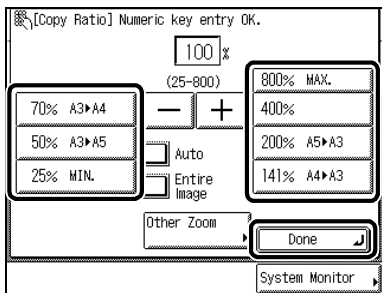 [Copy Ratio] Numeric key entry OK.
100 %
(25-800)
70% A3▸A4
50% A3▸A5
25% MIN.
− +
Auto
Entire
Image
800% MAX.
400%
200% A5▸A3
141% A4▸A3
Other Zoom
Done
System Monitor